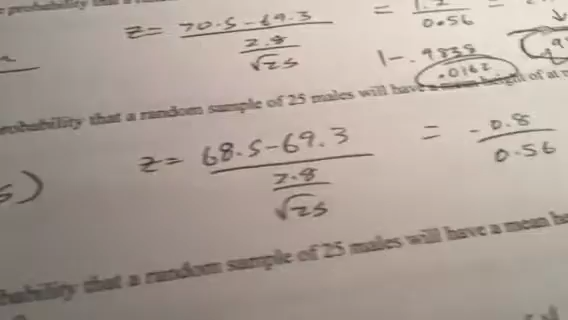 probability that a
z = 70.5-69.3 = 1.2 =
2.8 0.56
√25
1-.9838
.0162
probability that a random sample of 25 males will have a mean height of at
z = 68.5-69.3 = -0.8
2.8 0.56
√25
s)
probability that a random sample of 25 males will have a mean